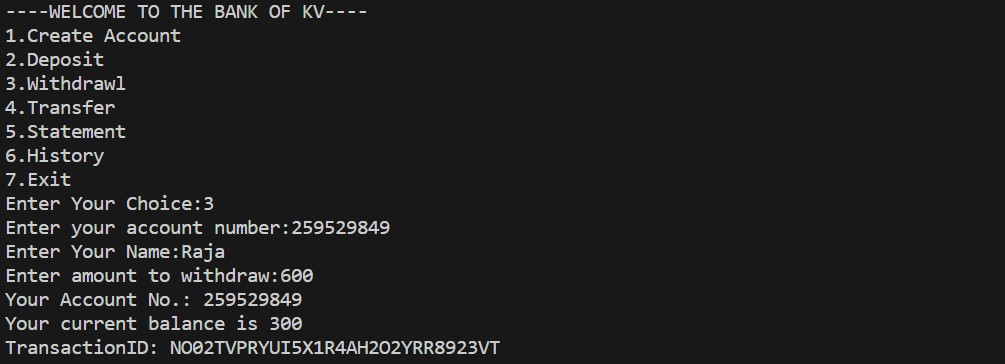 ----WELCOME TO THE BANK OF KV----
1.Create Account
2.Deposit
3.Withdrawl
4.Transfer
5.Statement
6.History
7.Exit
Enter Your Choice:3
Enter your account number:259529849
Enter Your Name:Raja
Enter amount to withdraw:600
Your Account No.: 259529849
Your current balance is 300
TransactionID: NO02TVPRYUI5X1R4AH2O2YRR8923VT